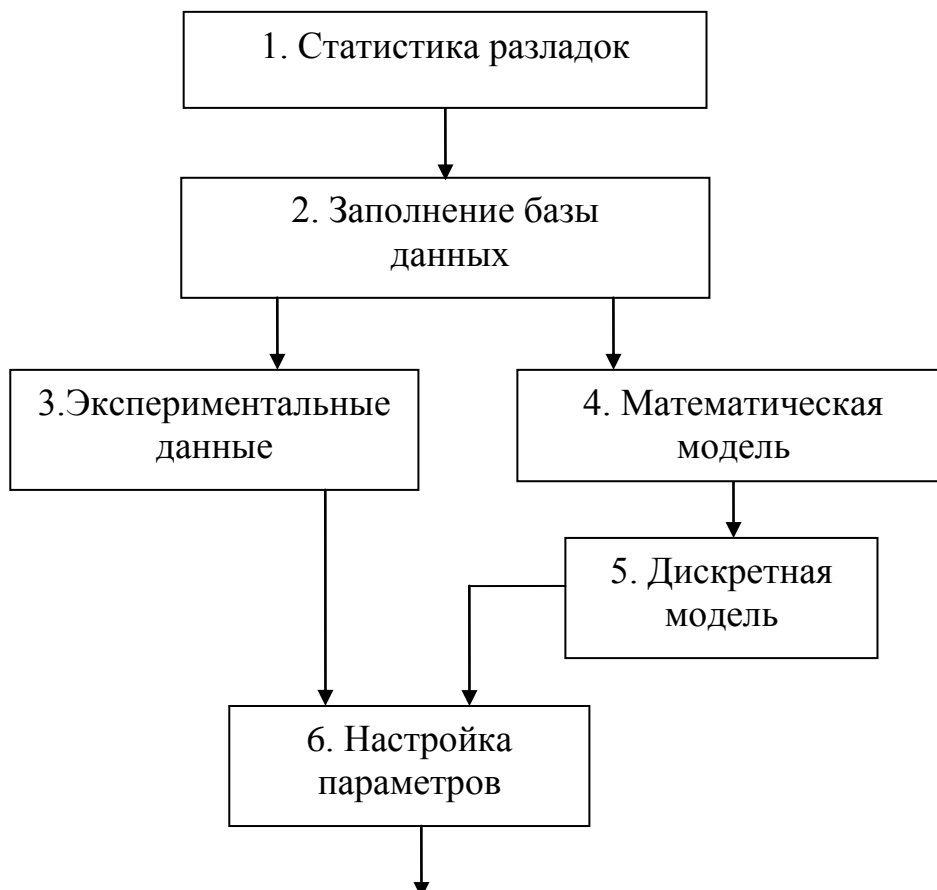 1. Статистика разладок
2. Заполнение базы
данных
3.Экспериментальные
данные
4. Математическая
модель
5. Дискретная
модель
6. Настройка
параметров